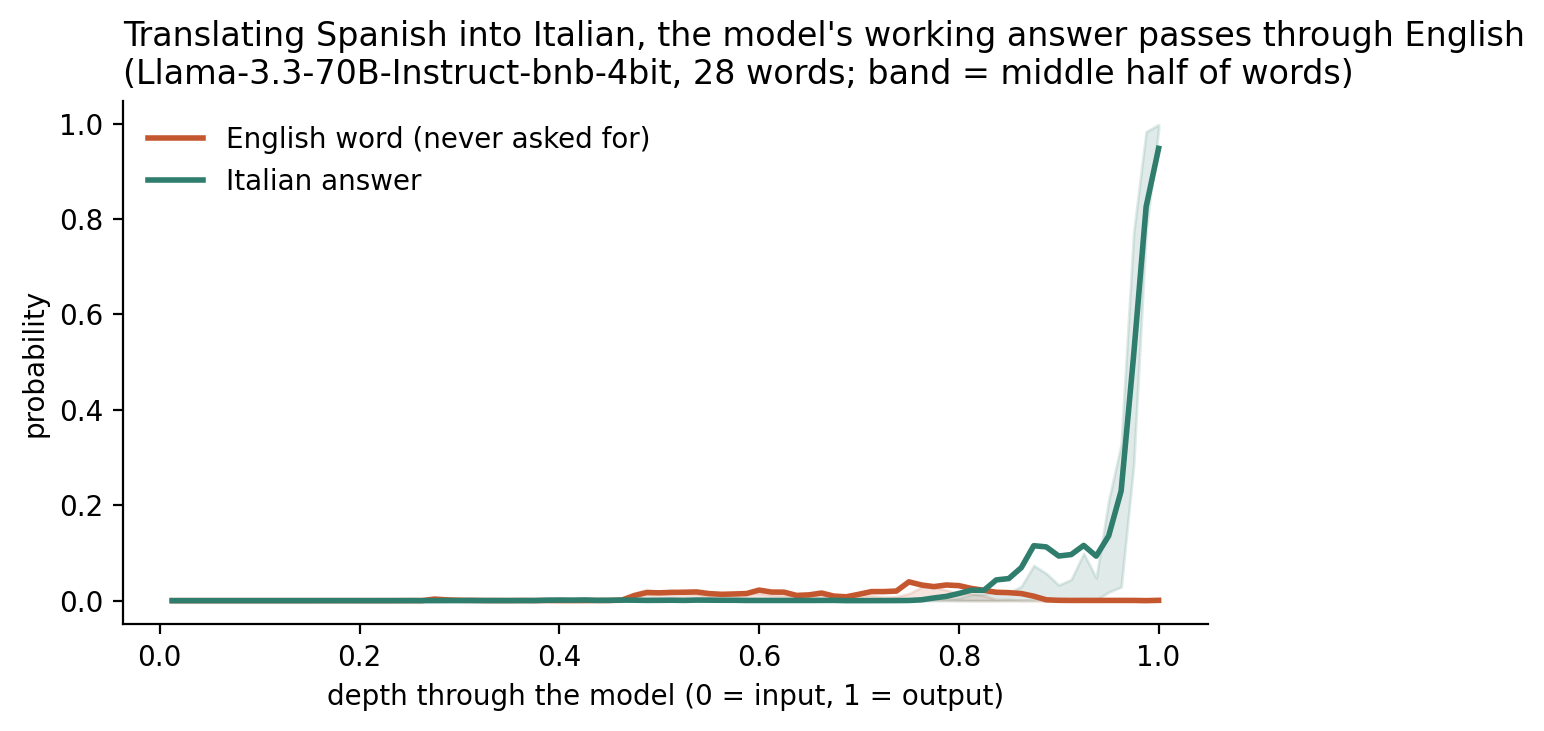 Translating Spanish into Italian, the model's working answer passes through English
(Llama-3.3-70B-Instruct-bnb-4bit, 28 words; band = middle half of words)
English word (never asked for)
Italian answer
probability
1.0
0.8
0.6
0.4
0.2
0.0
0.0 0.2 0.4 0.6 0.8 1.0
depth through the model (0 = input, 1 = output)